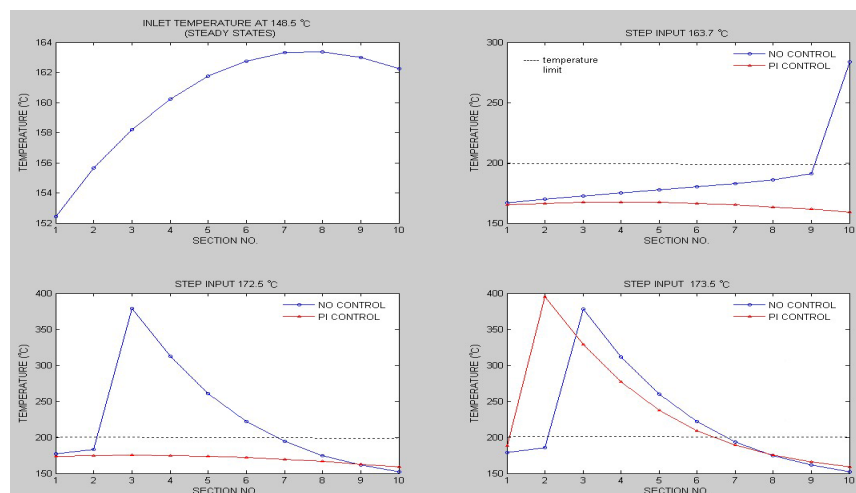 INLET TEMPERATURE AT 148.5 °C
(STEADY STATES)
164
162
160
158
156
154
152
TEMPERATURE (°C)
1 2 3 4 5 6 7 8 9 10
SECTION NO.
STEP INPUT 163.7 °C
300
250
200
150
TEMPERATURE (°C)
temperature
limit
NO CONTROL
PI CONTROL
1 2 3 4 5 6 7 8 9 10
SECTION NO.
STEP INPUT 172.5 °C
400
350
300
250
200
150
TEMPERATURE (°C)
NO CONTROL
PI CONTROL
1 2 3 4 5 6 7 8 9 10
SECTION NO.
STEP INPUT 173.5 °C
400
350
300
250
200
150
TEMPERATURE (°C)
NO CONTROL
PI CONTROL
1 2 3 4 5 6 7 8 9 10
SECTION NO.